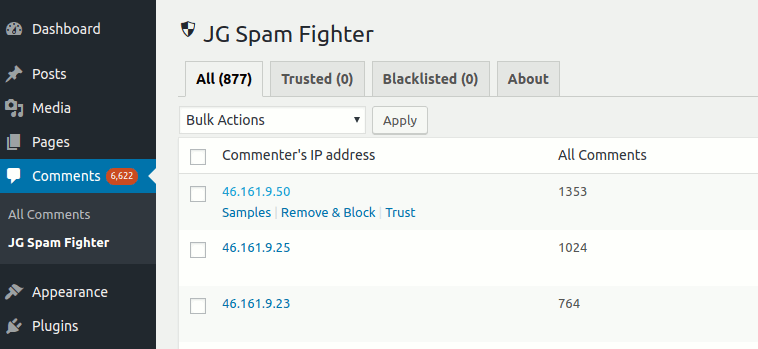 Dashboard
Posts
Media
Pages
Comments 6,622
All Comments
JG Spam Fighter
Appearance
Plugins
JG Spam Fighter
All (877) Trusted (0) Blacklisted (0) About
Bulk Actions Apply
Commenter's IP address All Comments
46.161.9.50 1353
Samples | Remove & Block | Trust
46.161.9.25 1024
46.161.9.23 764